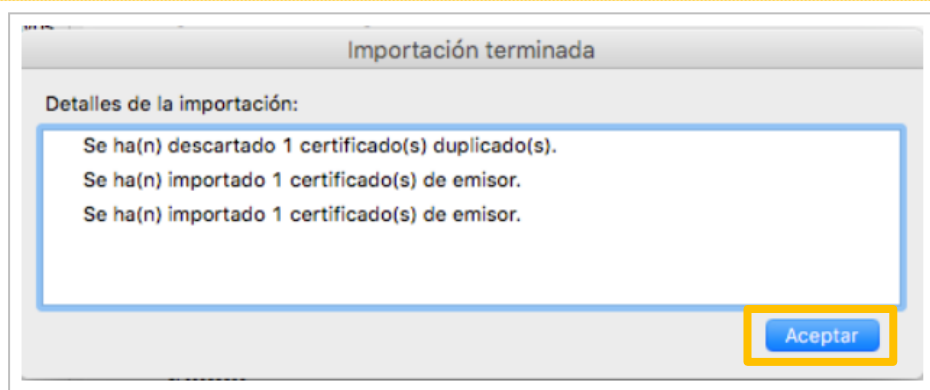 Importación terminada
Detalles de la importación:
Se ha(n) descartado 1 certificado(s) duplicado(s).
Se ha(n) importado 1 certificado(s) de emisor.
Se ha(n) importado 1 certificado(s) de emisor.
Aceptar